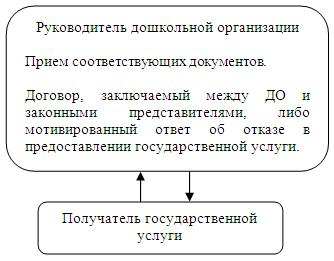 Руководитель дошкольной организации
Прием соответствующих документов.
Договор, заключаемый между ДО и
законными представителями, либо
мотивированный ответ об отказе в
предоставлении государственной услуги.
Получатель государственной
услуги